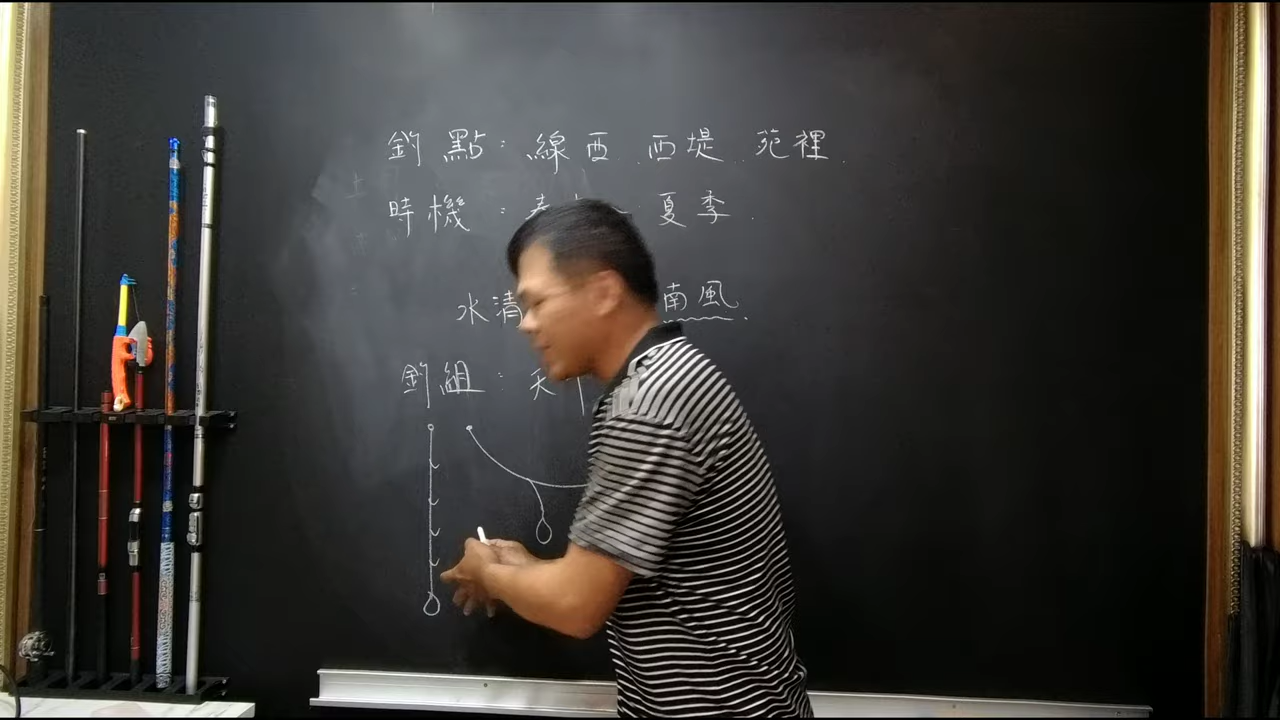 釣點：線西．西堤．苑裡．
時機：春 夏季．
水清 南風．
釣組：天